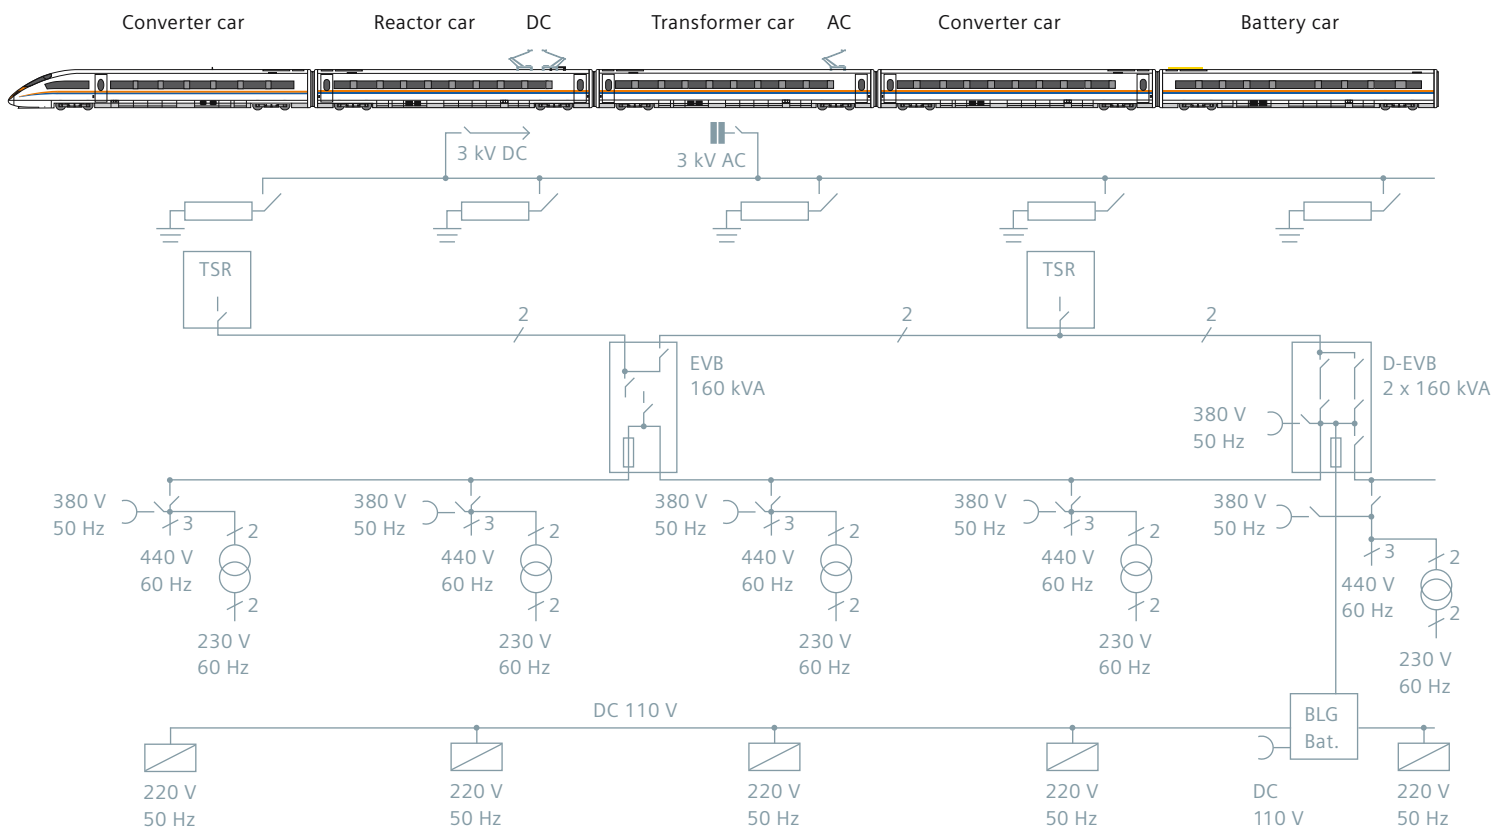 Converter car
Reactor car
DC
Transformer car
AC
Converter car
Battery car
3 kV DC
3 kV AC
TSR
TSR
2
2
2
EVB
160 kVA
D-EVB
2 x 160 kVA
380 V
50 Hz
380 V
50 Hz
3
2
440 V
60 Hz
2
230 V
60 Hz
380 V
50 Hz
3
2
440 V
60 Hz
2
230 V
60 Hz
380 V
50 Hz
3
2
440 V
60 Hz
2
230 V
60 Hz
380 V
50 Hz
3
2
440 V
60 Hz
2
230 V
60 Hz
380 V
50 Hz
3
2
440 V
60 Hz
2
230 V
60 Hz
DC 110 V
BLG
Bat.
220 V
50 Hz
220 V
50 Hz
220 V
50 Hz
220 V
50 Hz
DC
110 V
220 V
50 Hz